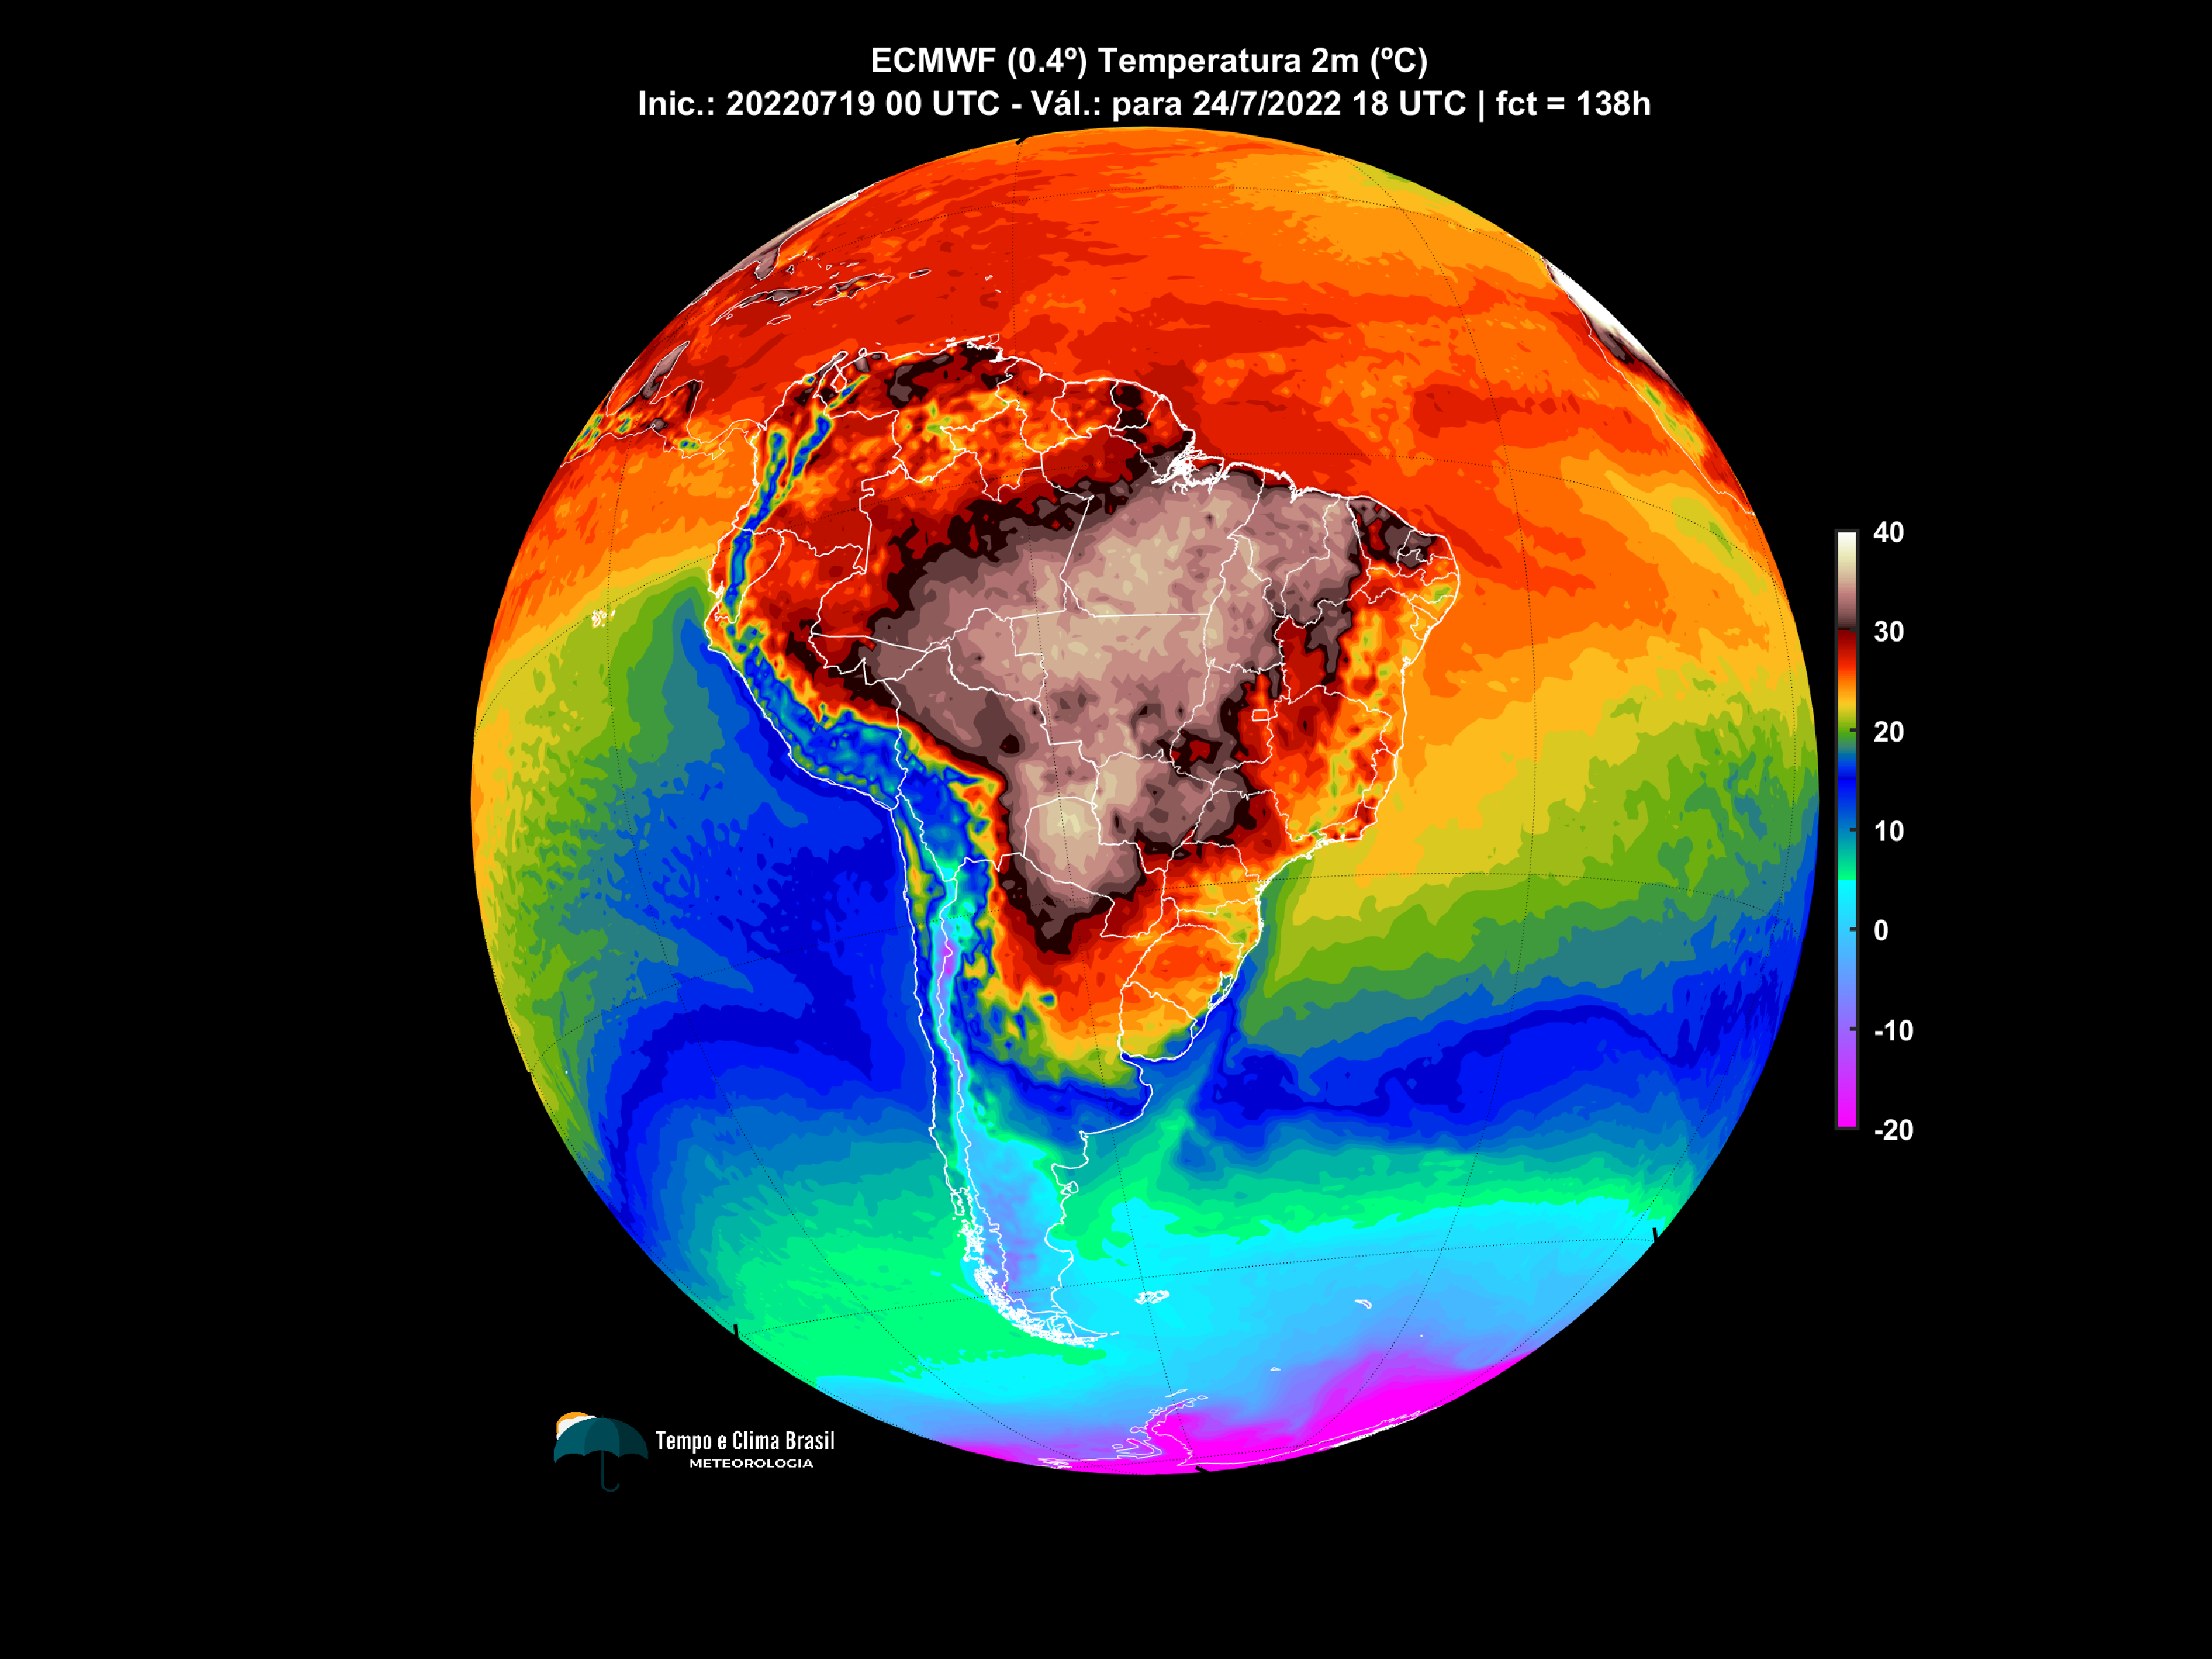 ECMWF (0.4º) Temperatura 2m (ºC)
Inic.: 20220719 00 UTC - Vál.: para 24/7/2022 18 UTC | fct = 138h
40
30
20
10
0
-10
-20
Tempo e Clima Brasil
METEOROLOGIA